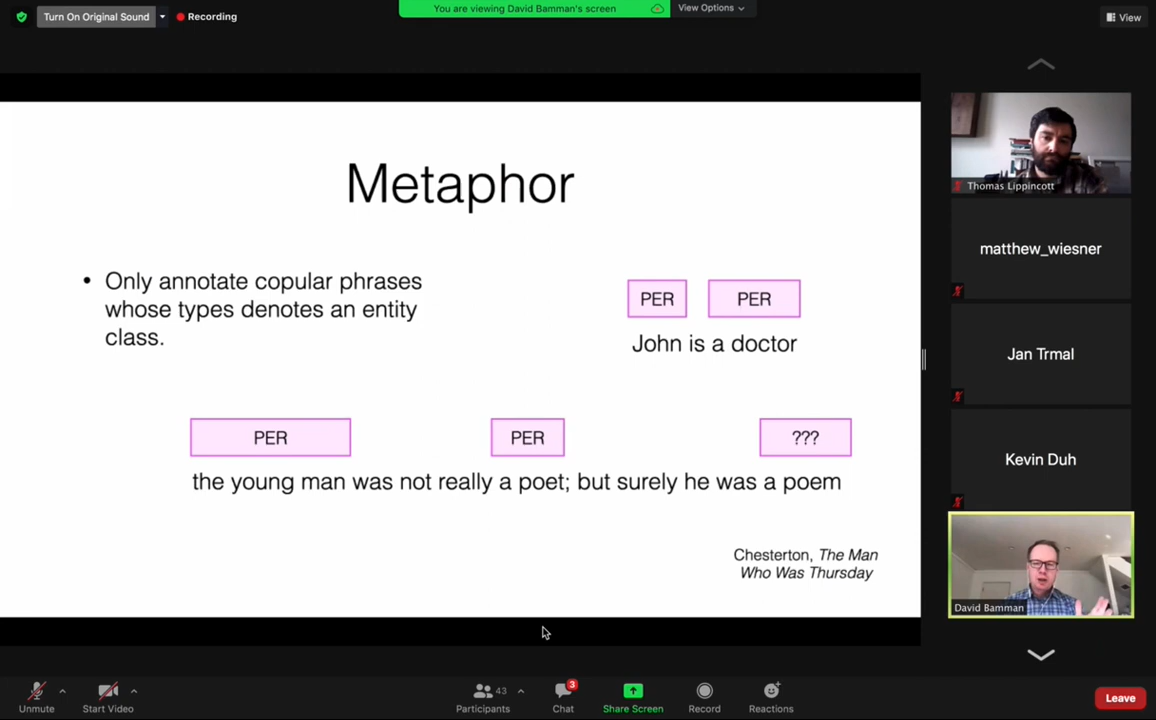 Turn On Original Sound
Recording
You are viewing David Bamman's screen
View Options
View
Metaphor
• Only annotate copular phrases
whose types denotes an entity
class.
PER PER
John is a doctor
PER PER ???
the young man was not really a poet; but surely he was a poem
Chesterton, The Man
Who Was Thursday
Thomas Lippincott
matthew_wiesner
Jan Trmal
Kevin Duh
David Bamman
Unmute
Start Video
43
Participants
3
Chat
Share Screen
Record
Reactions
Leave